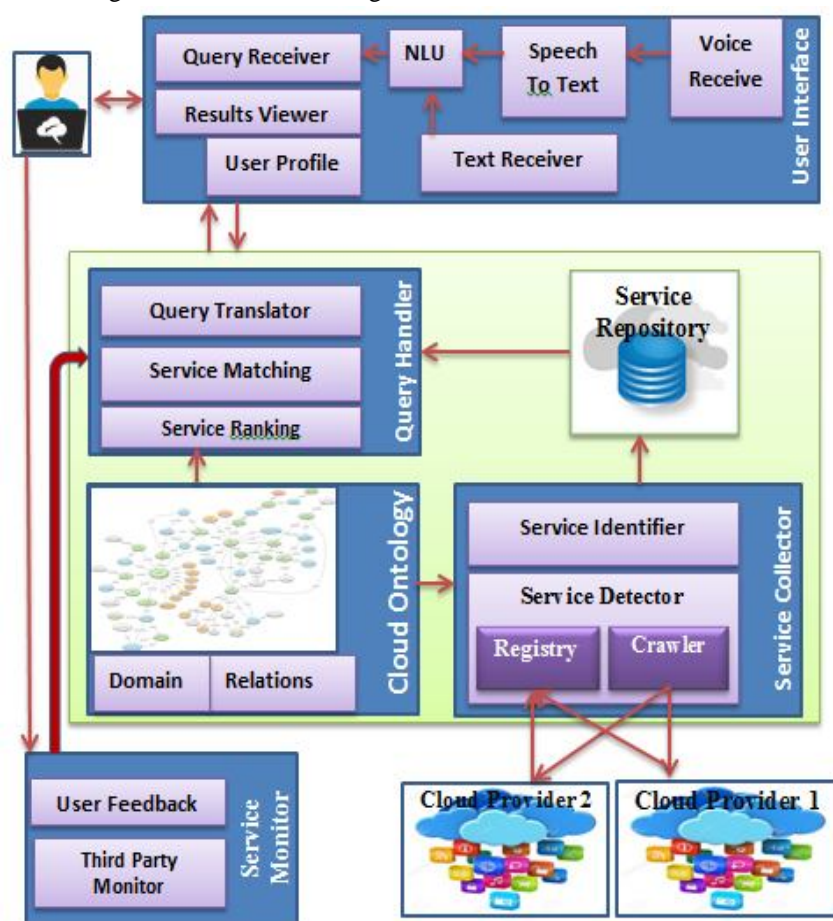 Query Receiver
NLU
Speech
To Text
Voice
Receive
Results Viewer
User Profile
Text Receiver
User Interface
Query Translator
Service Matching
Service Ranking
Query Handler
Service
Repository
Cloud Ontology
Domain
Relations
Service Identifier
Service Detector
Registry
Crawler
Service Collector
User Feedback
Third Party
Monitor
Service
Monitor
Cloud Provider 2
Cloud Provider 1